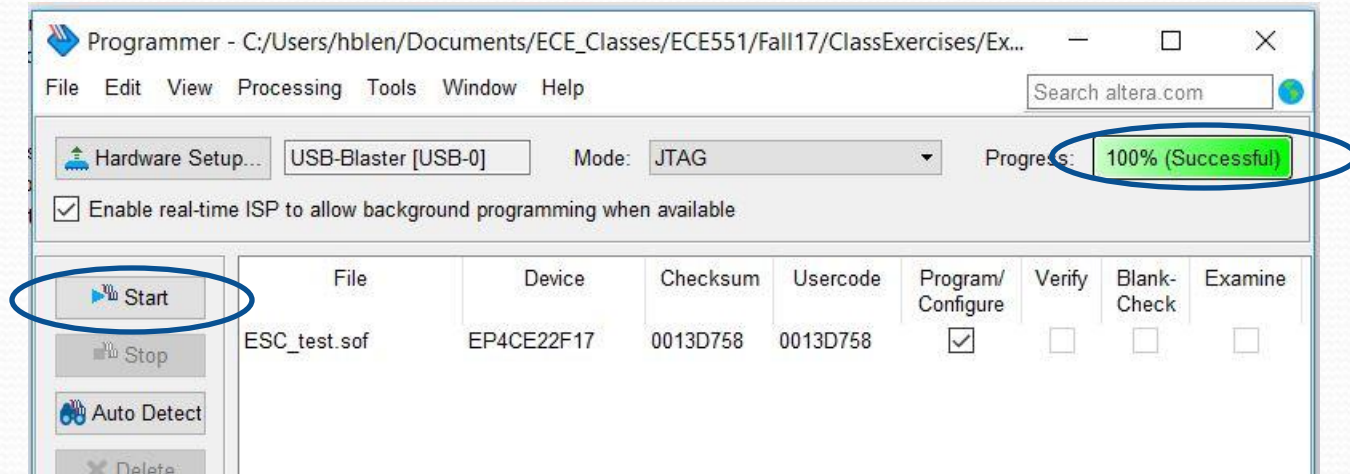 Programmer - C:/Users/hblen/Documents/ECE_Classes/ECE551/Fall17/ClassExercises/Ex...
File Edit View Processing Tools Window Help
Search altera.com
Hardware Setup... USB-Blaster [USB-0] Mode: JTAG Progress: 100% (Successful)
Enable real-time ISP to allow background programming when available
Start
Stop
Auto Detect
Delete
File Device Checksum Usercode Program/ Verify Blank- Examine
Configure Check
ESC_test.sof EP4CE22F17 0013D758 0013D758